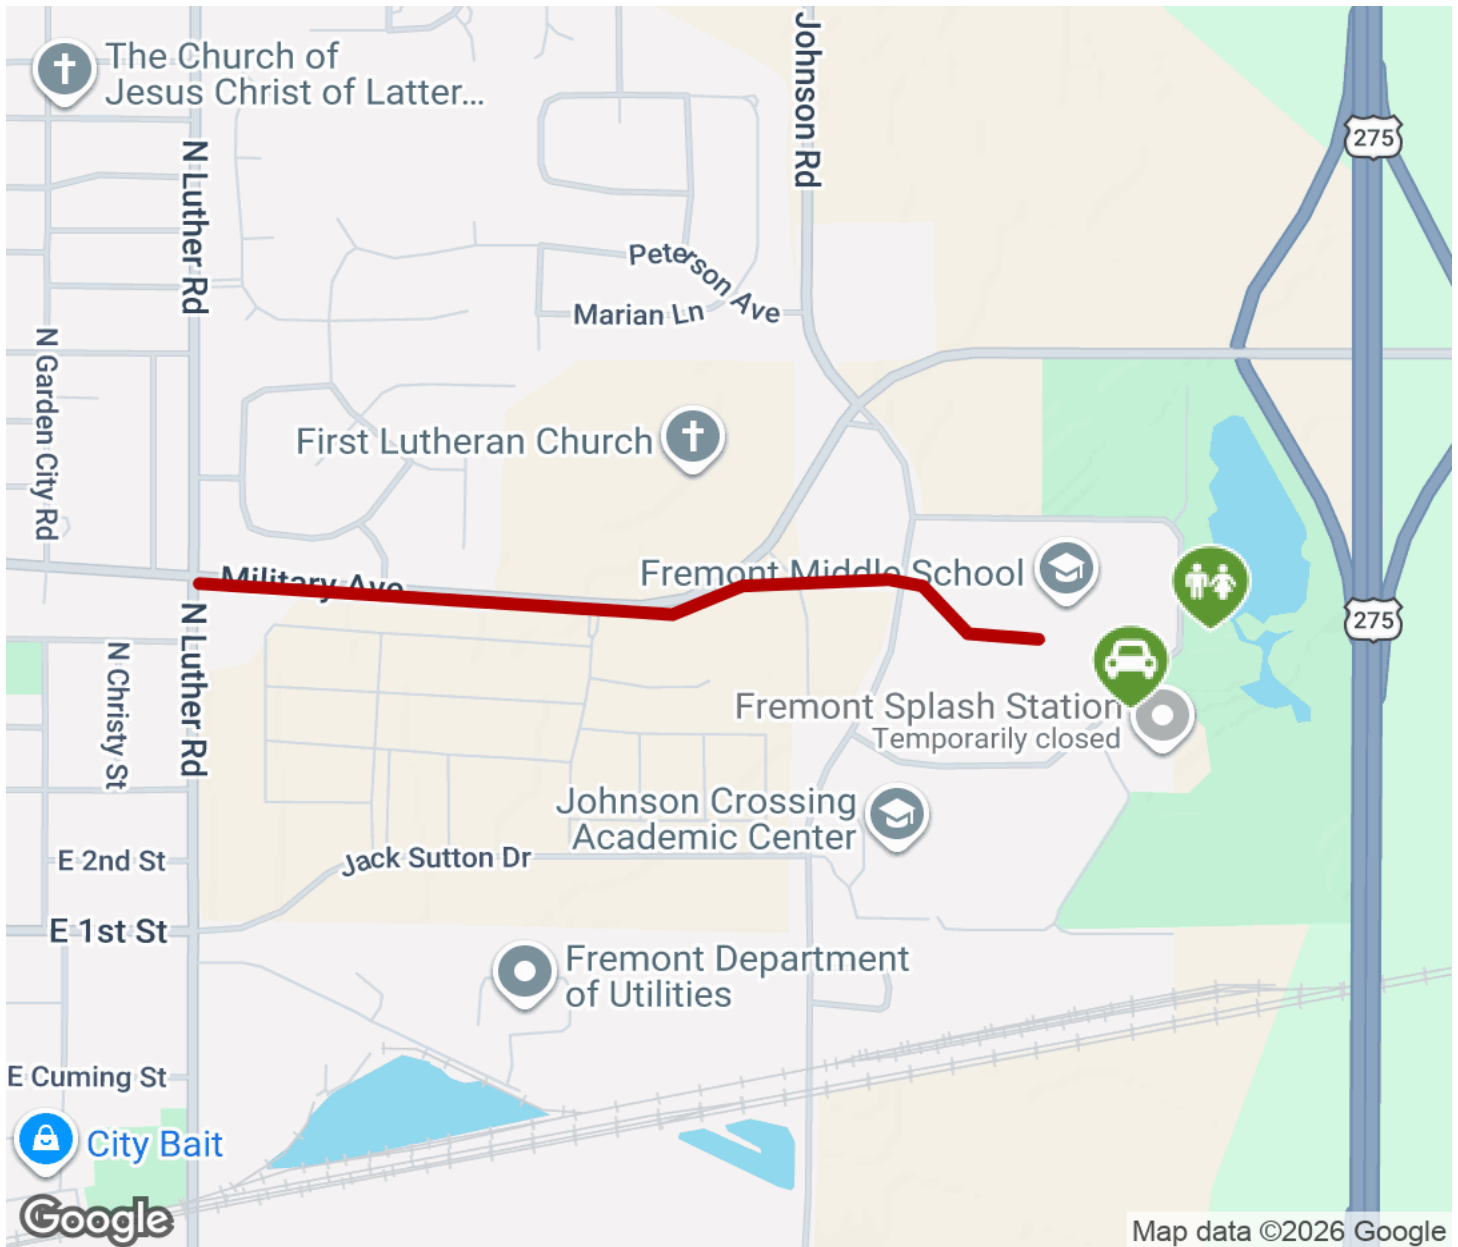 The Church of
Jesus Christ of Latter...
Johnson Rd
275
N Luther Rd
Peterson Ave
Marian Ln
N Garden City Rd
First Lutheran Church
Military Ave
Fremont Middle School
275
N Luther Rd
N Christy St
Fremont Splash Station
Temporarily closed
Johnson Crossing
Academic Center
E 2nd St
Jack Sutton Dr
E 1st St
Fremont Department
of Utilities
E Cuming St
City Bait
Google
Map data ©2026 Google